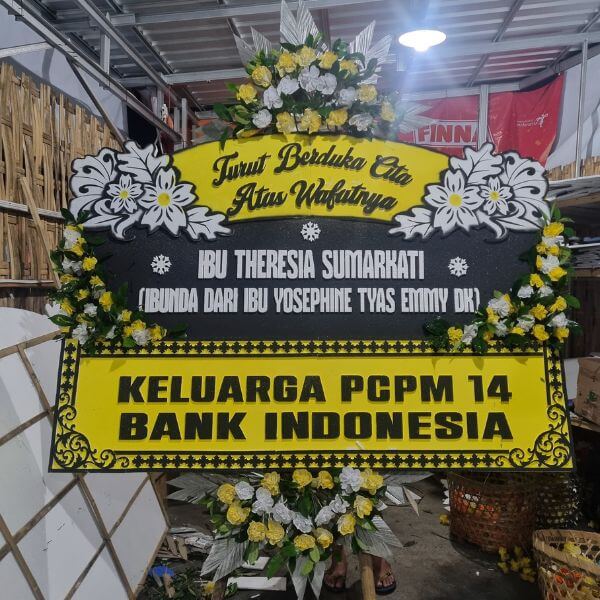 FINNA
Turut Berduka Cita
Atas Wafatnya
IBU THERESIA SUMARKATI
(IBUNDA DARI IBU YOSEPHINE TYAS EMMY DK)
KELUARGA PCPM 14
BANK INDONESIA